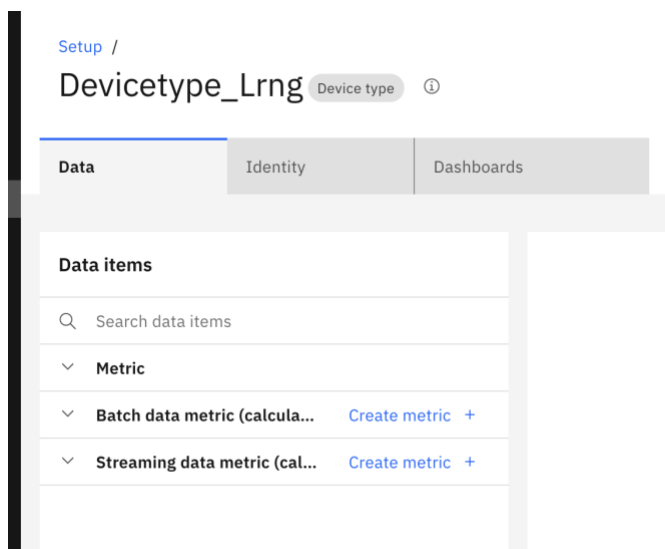 Setup /
Devicetype_Lrng Device type
Data Identity Dashboards
Data items
Search data items
Metric
Batch data metric (calcula... Create metric +
Streaming data metric (cal... Create metric +